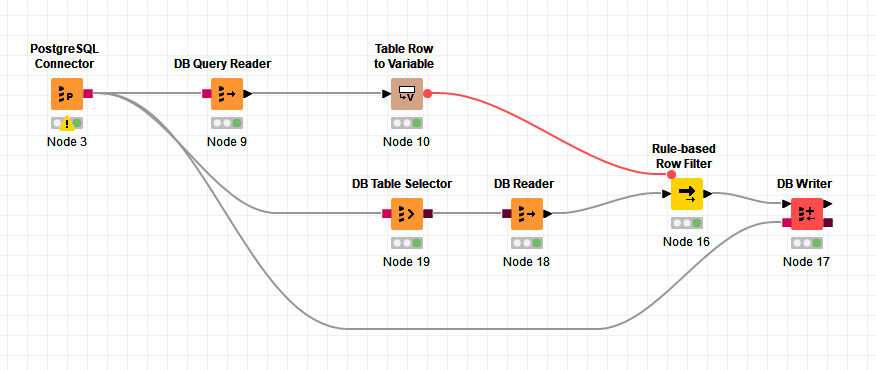 PostgreSQL
Connector
P
!
Node 3
DB Query Reader
Node 9
Table Row
to Variable
V
Node 10
DB Table Selector
Node 19
DB Reader
Node 18
Rule-based
Row Filter
Node 16
DB Writer
Node 17